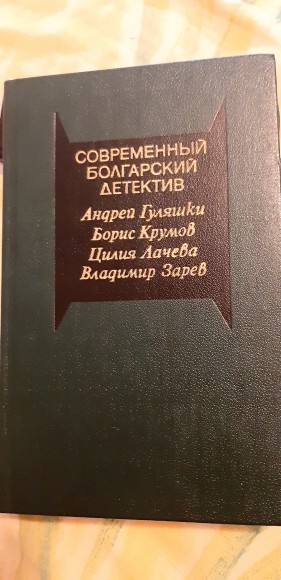 СОВРЕМЕННЫЙ
БОЛГАРСКИЙ
ДЕТЕКТИВ
Андрей Гуляшки
Борис Крумов
Цилия Лачева
Владимир Зарев